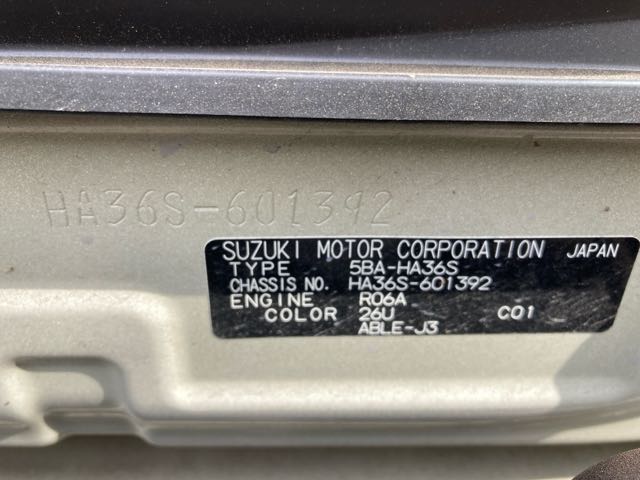 HA36S-601392
SUZUKI MOTOR CORPORATION JAPAN
TYPE 5BA-HA36S
CHASSIS NO. HA36S-601392
ENGINE R06A
COLOR 26U C01
ABLE-J3